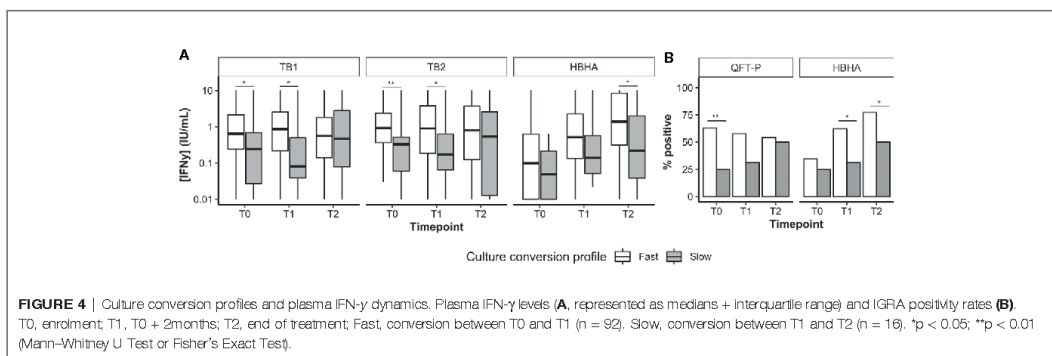 A
B
TB1
TB2
HBHA
QFT-P
HBHA
*
*
**
*
*
**
*
*
[IFNγ] (IU/mL)
10
1
0.1
0.01
% positive
100
75
50
25
0
T0 T1 T2
T0 T1 T2
T0 T1 T2
T0 T1 T2
T0 T1 T2
Timepoint
Timepoint
Culture conversion profile Fast Slow
FIGURE 4 | Culture conversion profiles and plasma IFN-γ dynamics. Plasma IFN-γ levels (A, represented as medians + interquartile range) and IGRA positivity rates (B).
T0, enrolment; T1, T0 + 2months; T2, end of treatment; Fast, conversion between T0 and T1 (n = 92). Slow, conversion between T1 and T2 (n = 16). *p < 0.05; **p < 0.01
(Mann–Whitney U Test or Fisher's Exact Test).